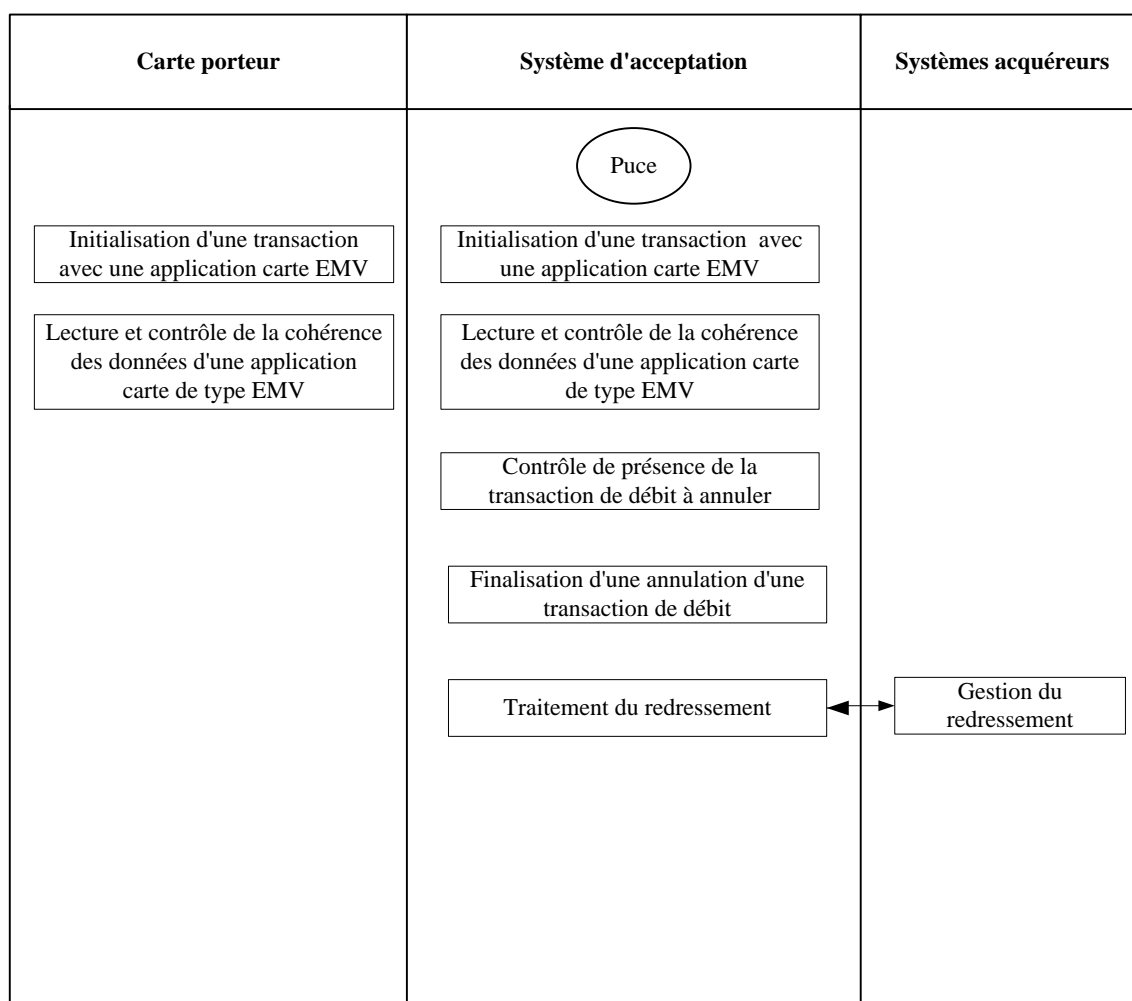 Carte porteur
Système d'acceptation
Systèmes acquéreurs
Puce
Initialisation d'une transaction
avec une application carte EMV
Initialisation d'une transaction avec
une application carte EMV
Lecture et contrôle de la cohérence
des données d'une application
carte de type EMV
Lecture et contrôle de la cohérence
des données d'une application carte
de type EMV
Contrôle de présence de la
transaction de débit à annuler
Finalisation d'une annulation d'une
transaction de débit
Traitement du redressement
Gestion du
redressement